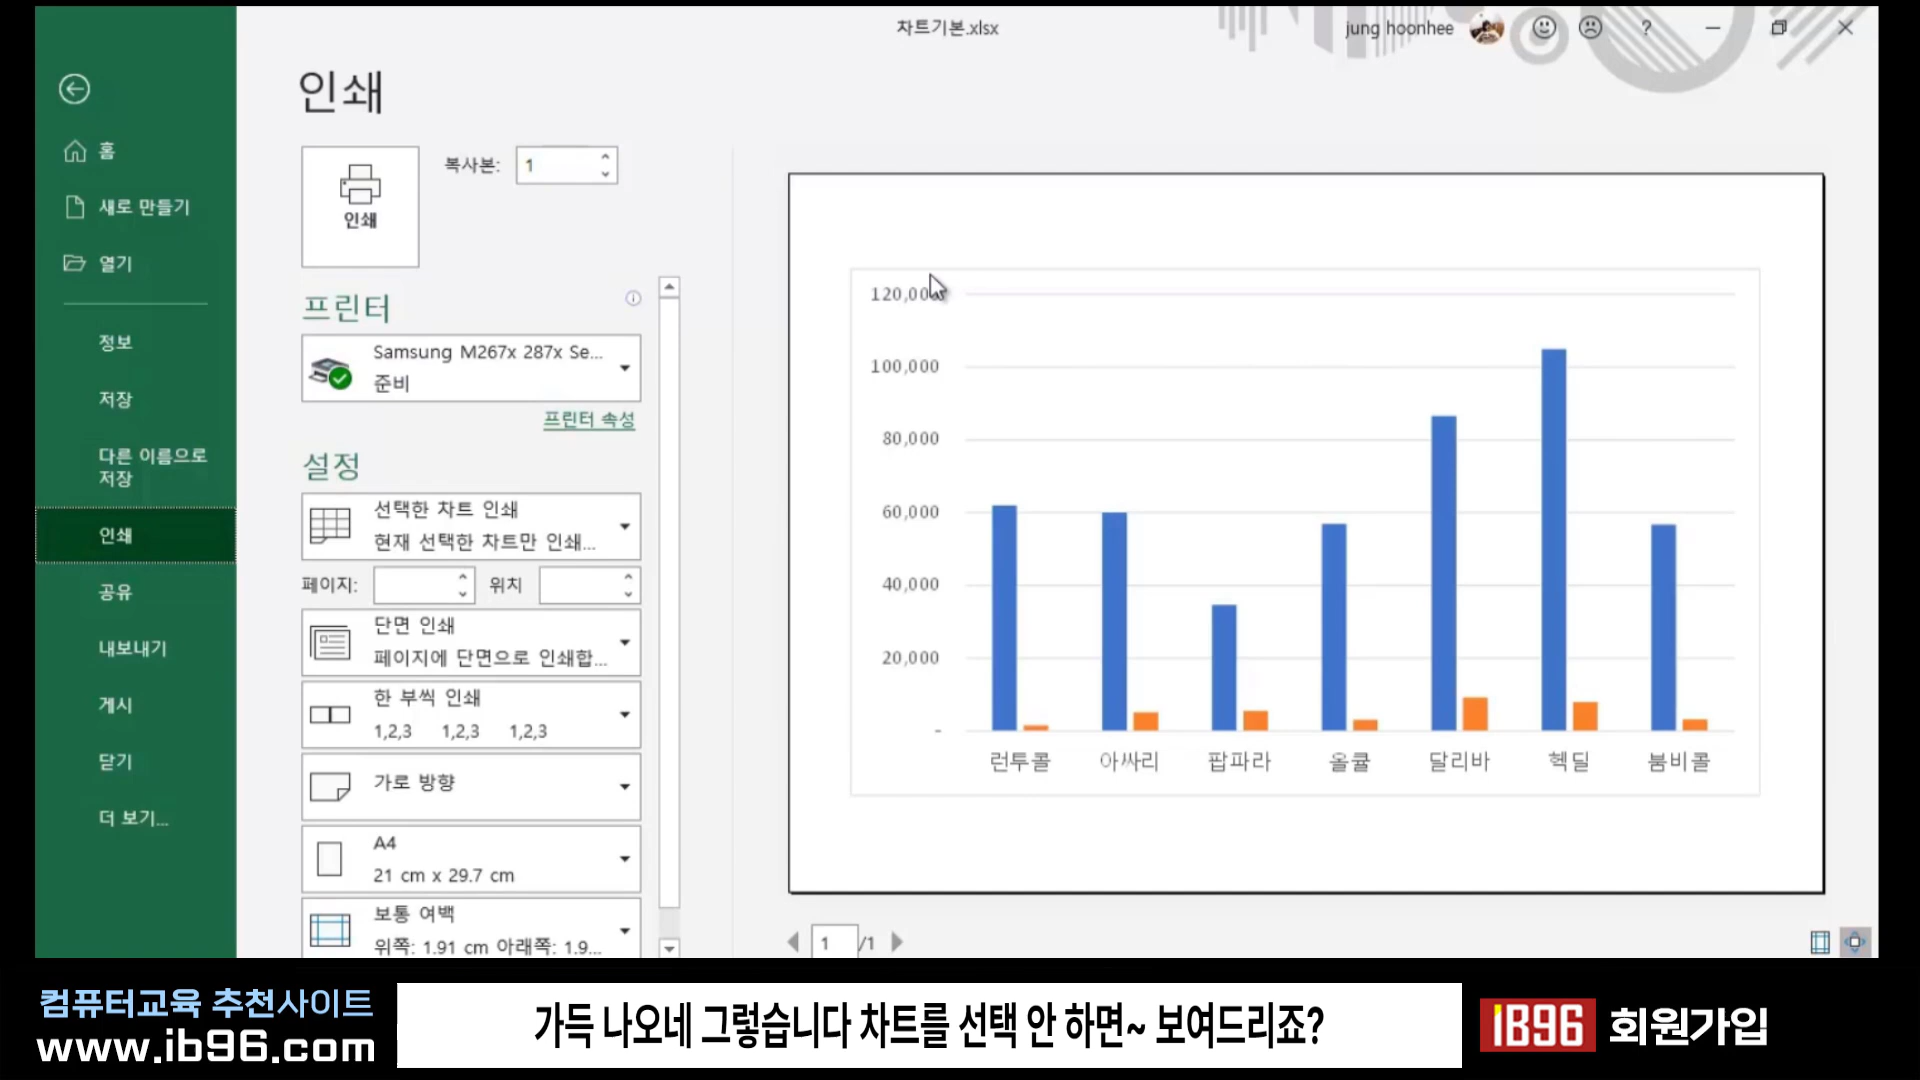 차트기본.xlsx
jung hoonhee
?
인쇄
홈
새로 만들기
열기
정보
저장
다른 이름으로
저장
인쇄
공유
내보내기
게시
닫기
더 보기...
인쇄
복사본: 1
프린터
Samsung M267x 287x Se...
준비
프린터 속성
설정
선택한 차트 인쇄
현재 선택한 차트만 인쇄...
페이지: 위치
단면 인쇄
페이지에 단면으로 인쇄합...
한 부씩 인쇄
1,2,3 1,2,3 1,2,3
가로 방향
A4
21 cm x 29.7 cm
보통 여백
위쪽: 1.91 cm 아래쪽: 1.9...
120,000
100,000
80,000
60,000
40,000
20,000
-
런투콜 아싸리 팝파라 올큘 달리바 헥딜 붐비콜
1 /1
컴퓨터교육 추천사이트
www.ib96.com
가득 나오네 그렇습니다 차트를 선택 안 하면~ 보여드리죠?
IB96 회원가입